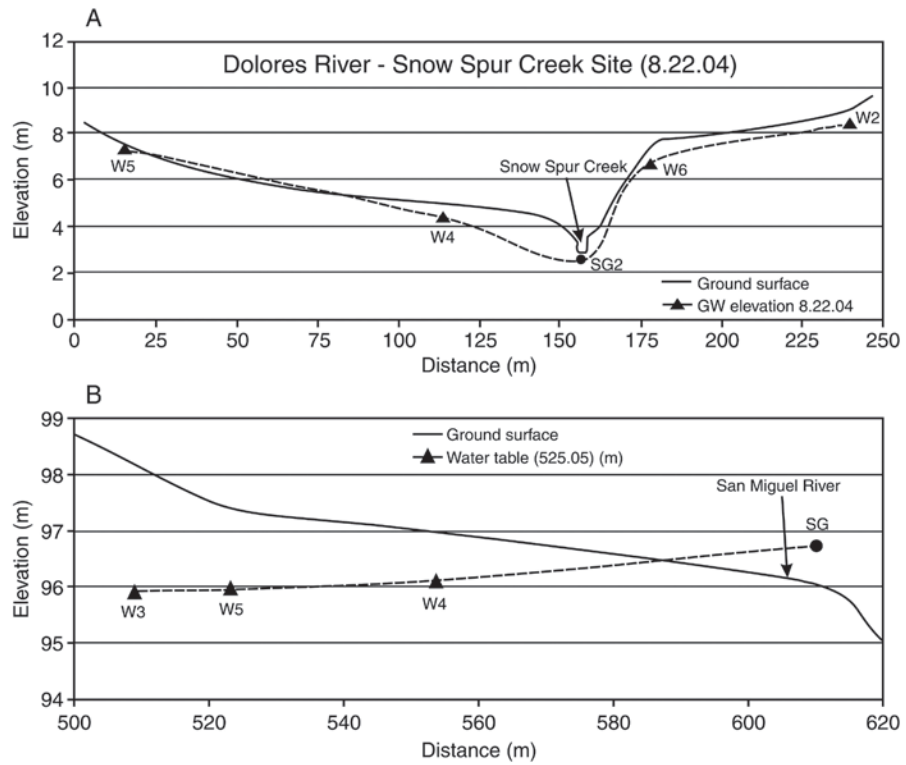 A
Dolores River - Snow Spur Creek Site (8.22.04)
12
10
8
6
4
2
0
Elevation (m)
W5
W4
Snow Spur Creek
SG2
W6
W2
Ground surface
GW elevation 8.22.04
0 25 50 75 100 125 150 175 200 225 250
Distance (m)
B
99
98
97
96
95
94
Elevation (m)
Ground surface
Water table (525.05) (m)
San Miguel River
SG
W3
W5
W4
500 520 540 560 580 600 620
Distance (m)